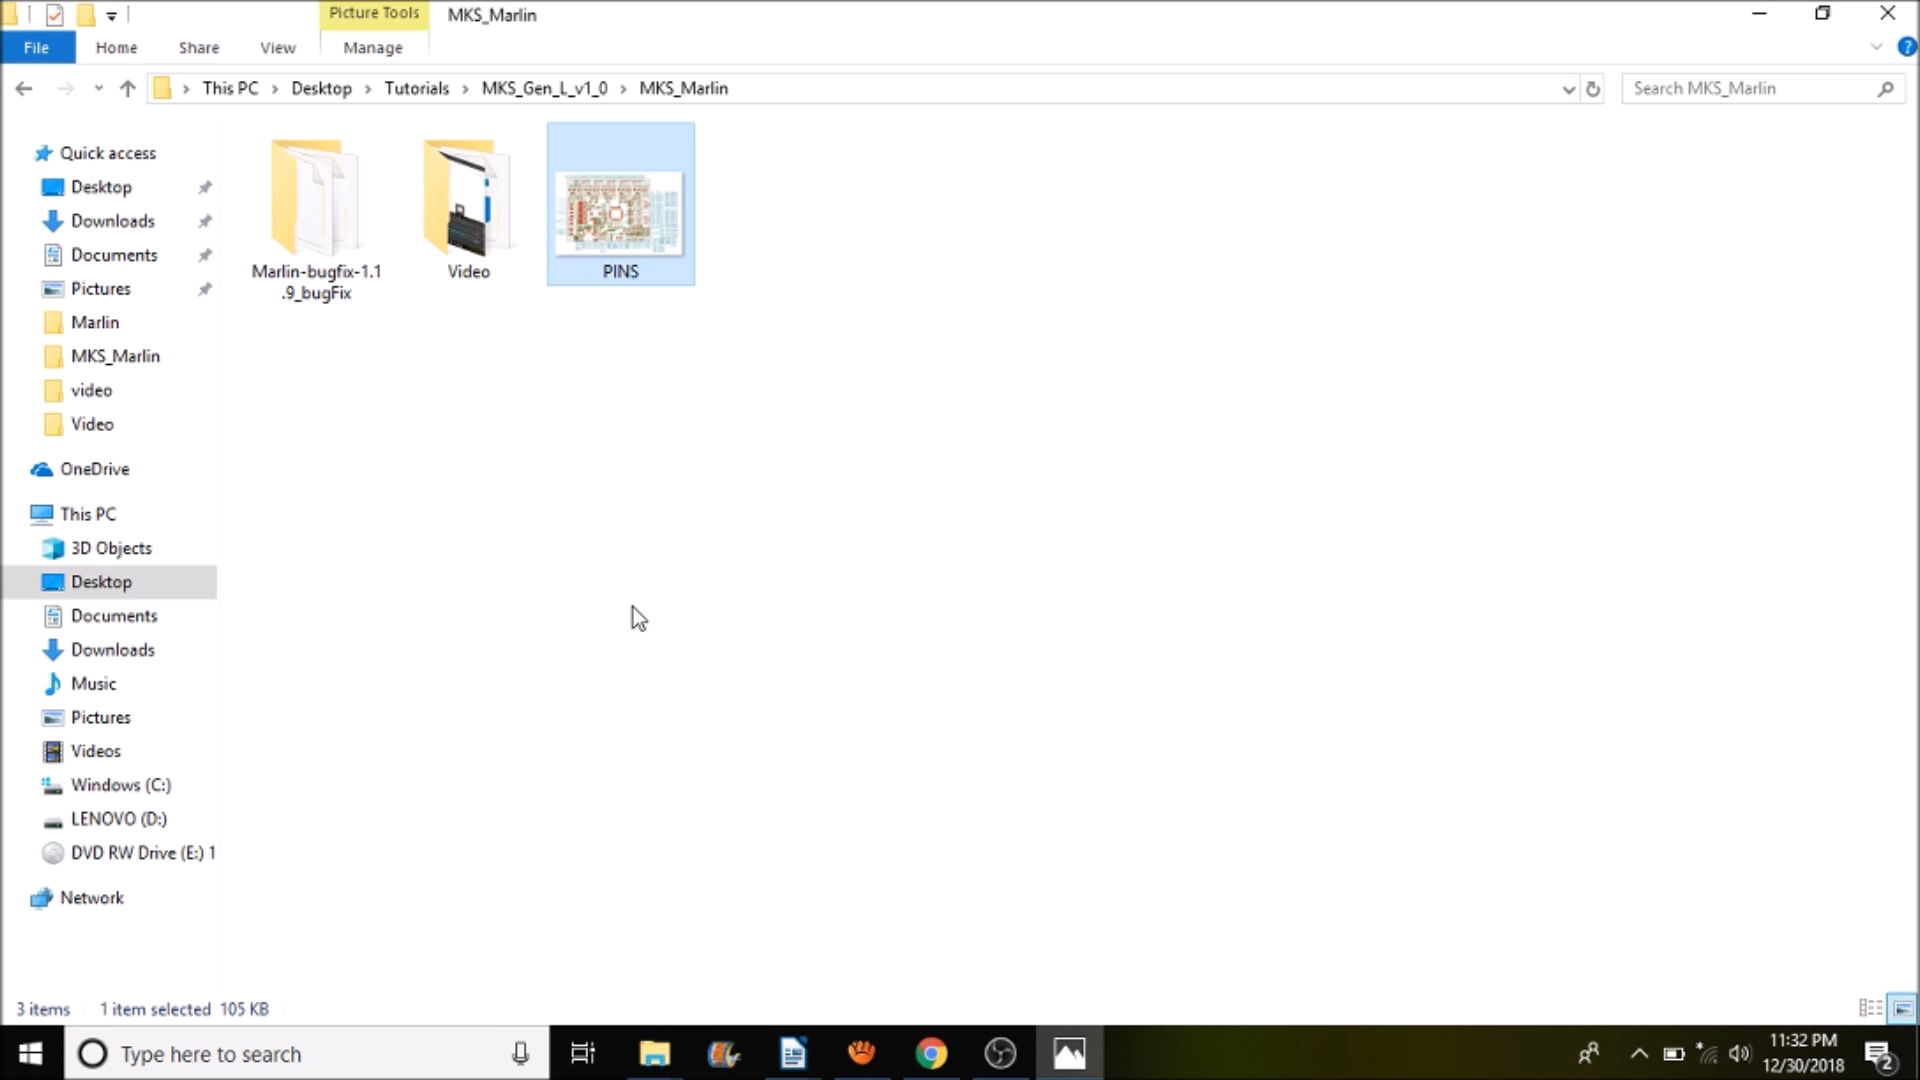 Picture Tools
MKS_Marlin
File
Home
Share
View
Manage
This PC
Desktop
Tutorials
MKS_Gen_L_v1_0
MKS_Marlin
Search MKS_Marlin
Quick access
Desktop
Downloads
Documents
Pictures
Marlin
MKS_Marlin
video
Video
OneDrive
This PC
3D Objects
Desktop
Documents
Downloads
Music
Pictures
Videos
Windows (C:)
LENOVO (D:)
DVD RW Drive (E:) 1
Network
Marlin-bugfix-1.1
.9_bugFix
Video
PINS
3 items
1 item selected 105 KB
Type here to search
11:32 PM
12/30/2018
2